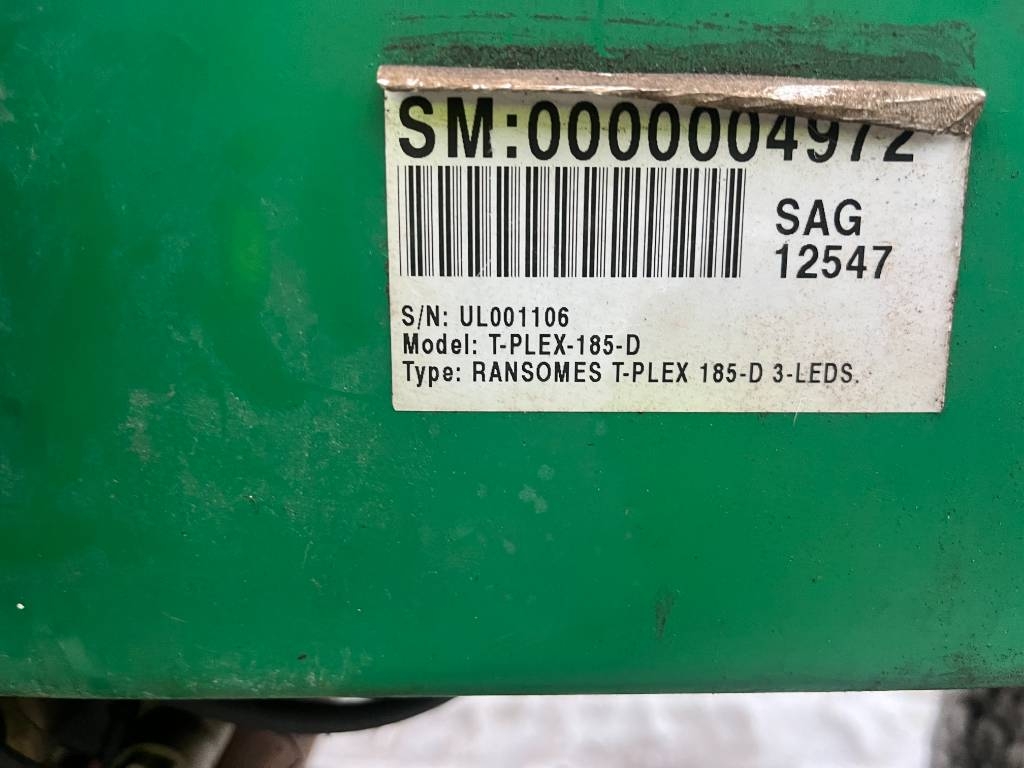 SM:0000004972
SAG
12547
S/N: UL001106
Model: T-PLEX-185-D
Type: RANSOMES T-PLEX 185-D 3-LEDS.